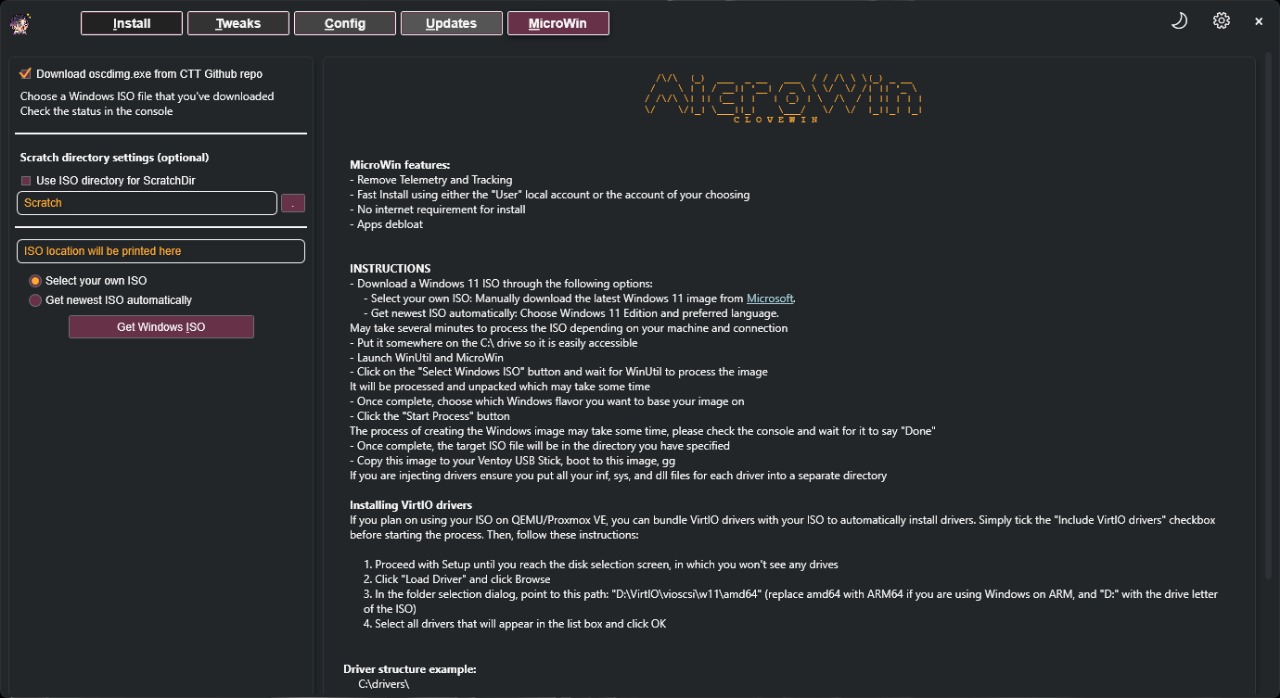 Install
Tweaks
Config
Updates
MicroWin
Download oscdimg.exe from CTT Github repo
Choose a Windows ISO file that you've downloaded
Check the status in the console
Scratch directory settings (optional)
Use ISO directory for ScratchDir
Scratch
.
ISO location will be printed here
Select your own ISO
Get newest ISO automatically
Get Windows ISO
MicroWin
CLOVEWIN
MicroWin features:
- Remove Telemetry and Tracking
- Fast Install using either the "User" local account or the account of your choosing
- No internet requirement for install
- Apps debloat
INSTRUCTIONS
- Download a Windows 11 ISO through the following options:
- Select your own ISO: Manually download the latest Windows 11 image from Microsoft.
- Get newest ISO automatically: Choose Windows 11 Edition and preferred language.
May take several minutes to process the ISO depending on your machine and connection
- Put it somewhere on the C:\ drive so it is easily accessible
- Launch WinUtil and MicroWin
- Click on the "Select Windows ISO" button and wait for WinUtil to process the image
It will be processed and unpacked which may take some time
- Once complete, choose which Windows flavor you want to base your image on
- Click the "Start Process" button
The process of creating the Windows image may take some time, please check the console and wait for it to say "Done"
- Once complete, the target ISO file will be in the directory you have specified
- Copy this image to your Ventoy USB Stick, boot to this image, gg
If you are injecting drivers ensure you put all your inf, sys, and dll files for each driver into a separate directory
Installing VirtIO drivers
If you plan on using your ISO on QEMU/Proxmox VE, you can bundle VirtIO drivers with your ISO to automatically install drivers. Simply tick the "Include VirtIO drivers" checkbox
before starting the process. Then, follow these instructions:
1. Proceed with Setup until you reach the disk selection screen, in which you won't see any drives
2. Click "Load Driver" and click Browse
3. In the folder selection dialog, point to this path: "D:\VirtIO\vioscsi\w11\amd64" (replace amd64 with ARM64 if you are using Windows on ARM, and "D:" with the drive letter
of the ISO)
4. Select all drivers that will appear in the list box and click OK
Driver structure example:
C:\drivers\